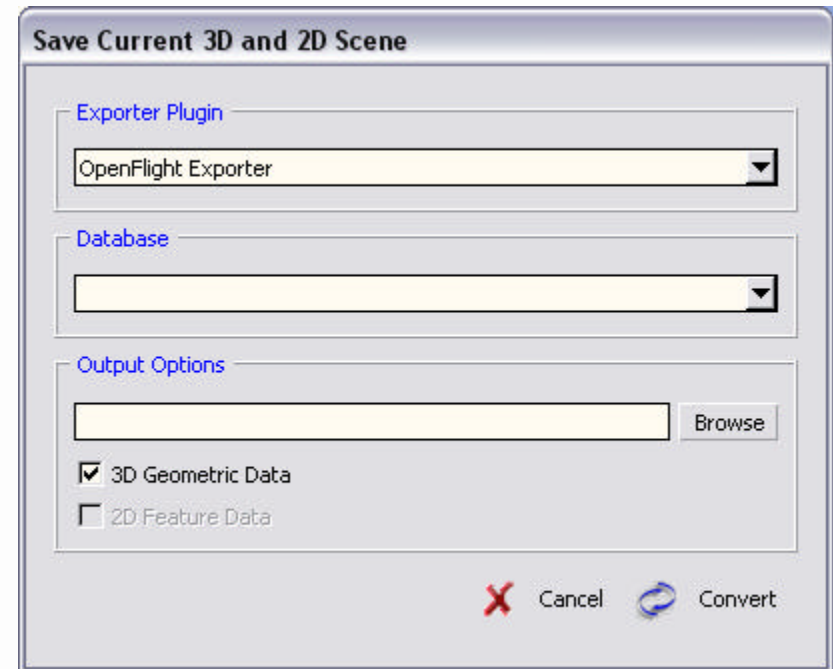 Save Current 3D and 2D Scene
Exporter Plugin
OpenFlight Exporter
Database
Output Options
Browse
3D Geometric Data
2D Feature Data
Cancel Convert